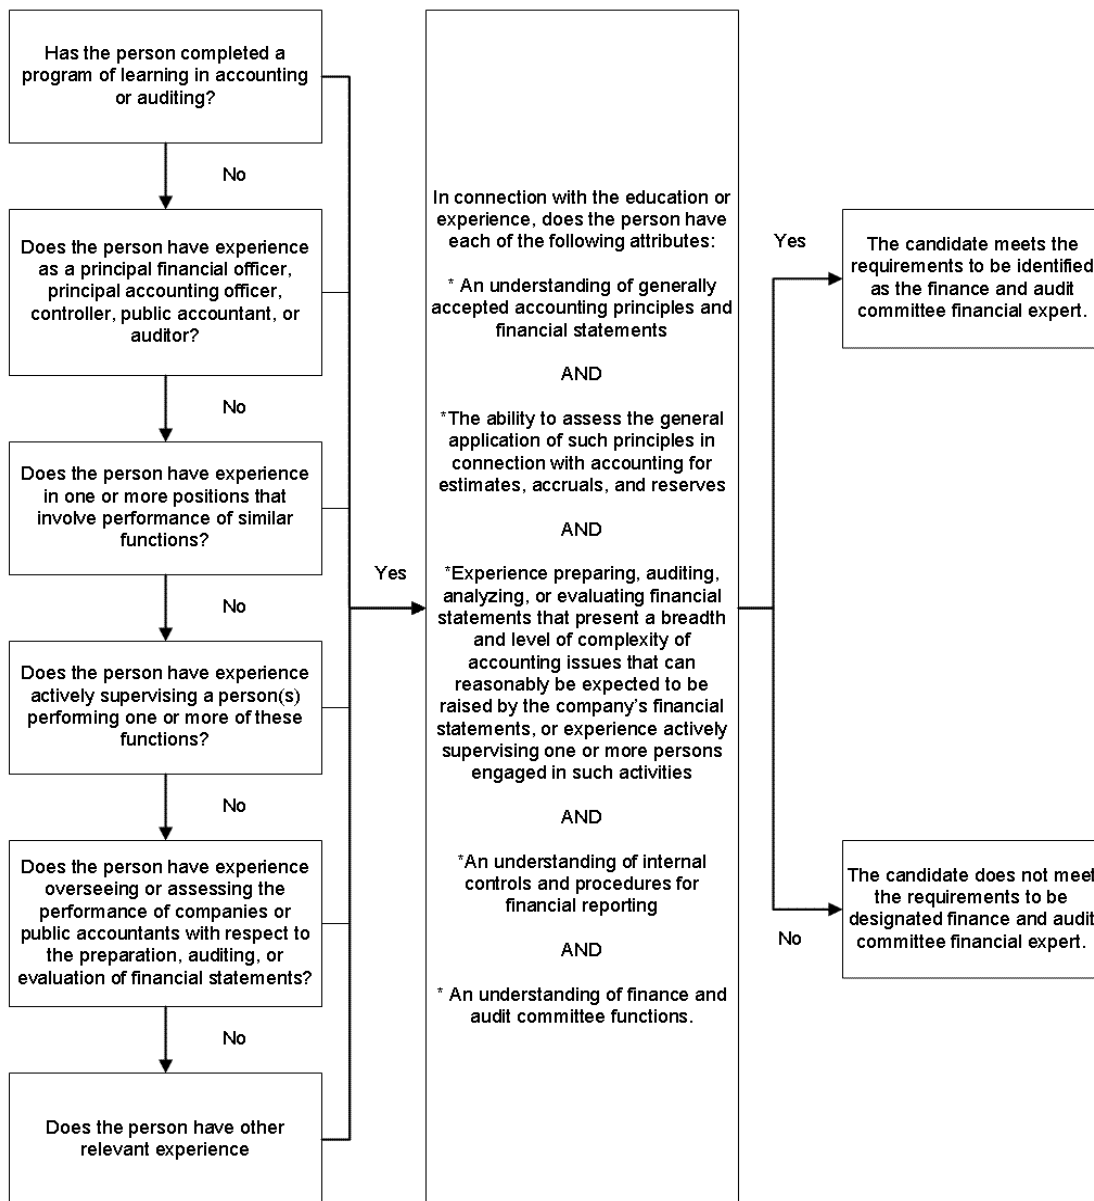 Has the person completed a
program of learning in accounting
or auditing?
No
Does the person have experience
as a principal financial officer,
principal accounting officer,
controller, public accountant, or
auditor?
No
Does the person have experience
in one or more positions that
involve performance of similar
functions?
No
Does the person have experience
actively supervising a person(s)
performing one or more of these
functions?
No
Does the person have experience
overseeing or assessing the
performance of companies or
public accountants with respect to
the preparation, auditing, or
evaluation of financial statements?
No
Does the person have other
relevant experience
Yes
In connection with the education or
experience, does the person have
each of the following attributes:
* An understanding of generally
accepted accounting principles and
financial statements
AND
*The ability to assess the general
application of such principles in
connection with accounting for
estimates, accruals, and reserves
AND
*Experience preparing, auditing,
analyzing, or evaluating financial
statements that present a breadth
and level of complexity of
accounting issues that can
reasonably be expected to be
raised by the company's financial
statements, or experience actively
supervising one or more persons
engaged in such activities
AND
*An understanding of internal
controls and procedures for
financial reporting
AND
* An understanding of finance and
audit committee functions.
Yes
The candidate meets the
requirements to be identified
as the finance and audit
committee financial expert.
No
The candidate does not meet
the requirements to be
designated finance and audit
committee financial expert.